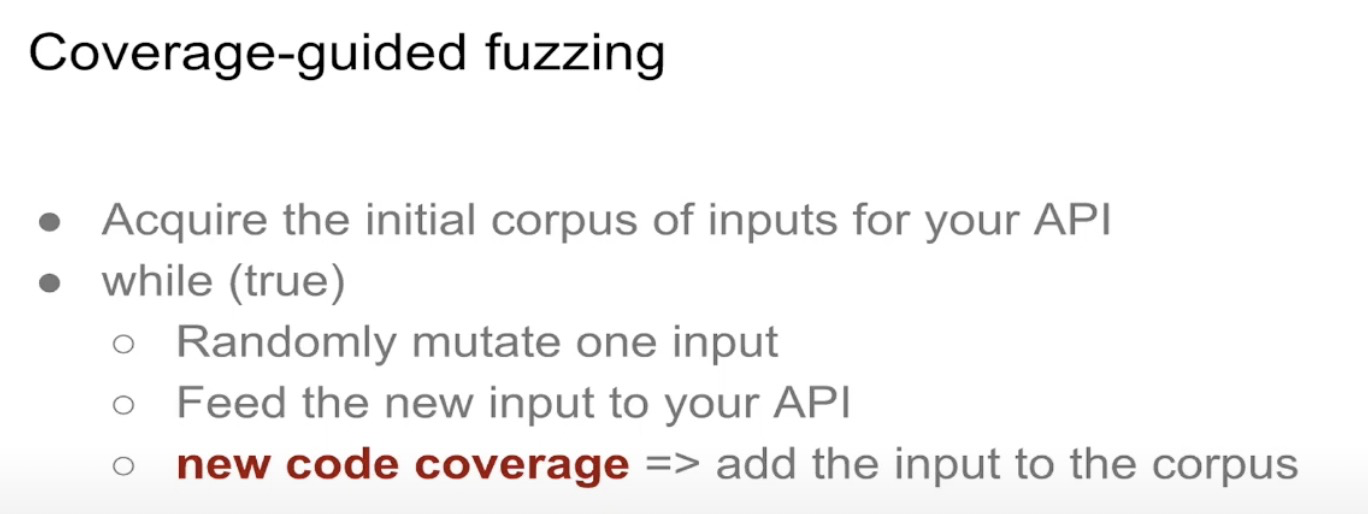 Coverage-guided fuzzing
● Acquire the initial corpus of inputs for your API
● while (true)
○ Randomly mutate one input
○ Feed the new input to your API
○ new code coverage => add the input to the corpus